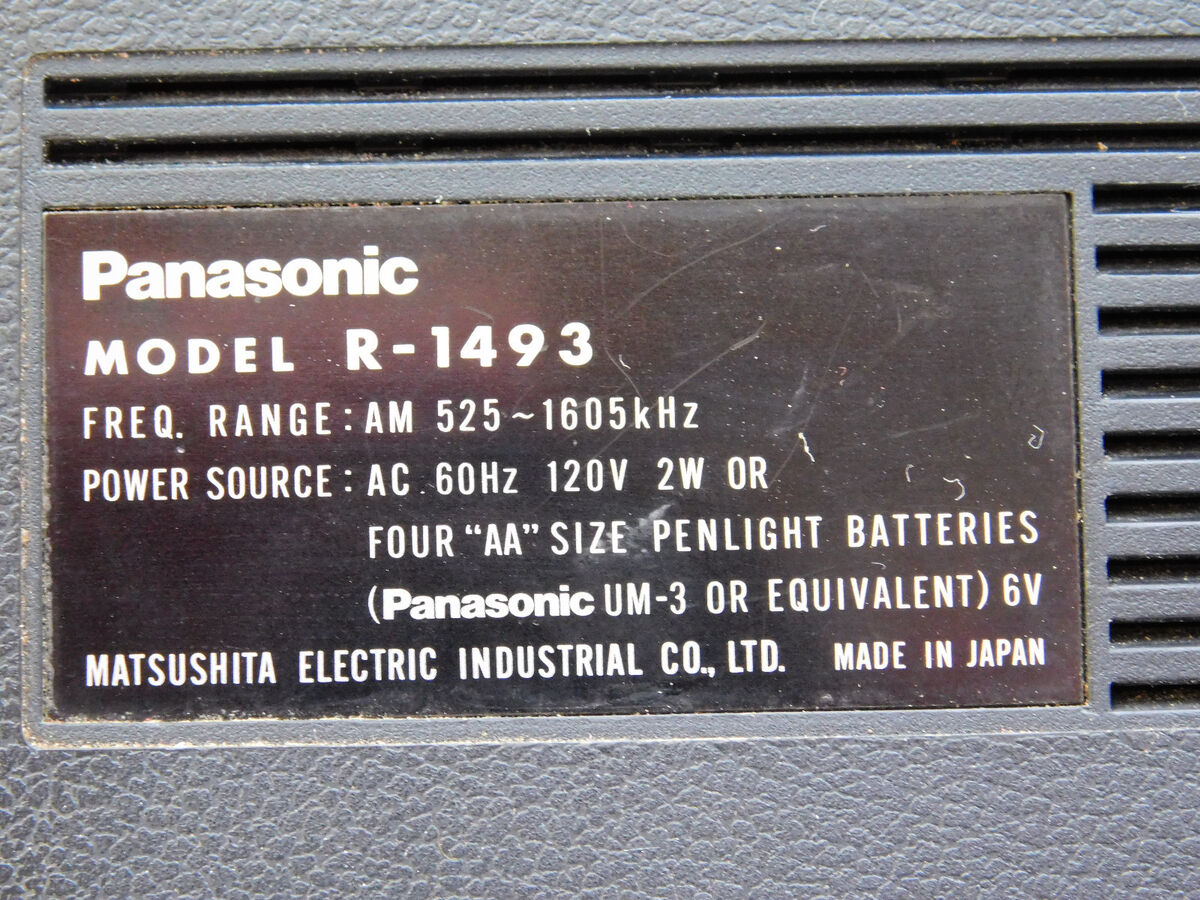 Panasonic
MODEL R-1493
FREQ. RANGE: AM 525~1605kHz
POWER SOURCE: AC 60Hz 120V 2W OR
FOUR "AA" SIZE PENLIGHT BATTERIES
(Panasonic UM-3 OR EQUIVALENT) 6V
MATSUSHITA ELECTRIC INDUSTRIAL CO., LTD. MADE IN JAPAN